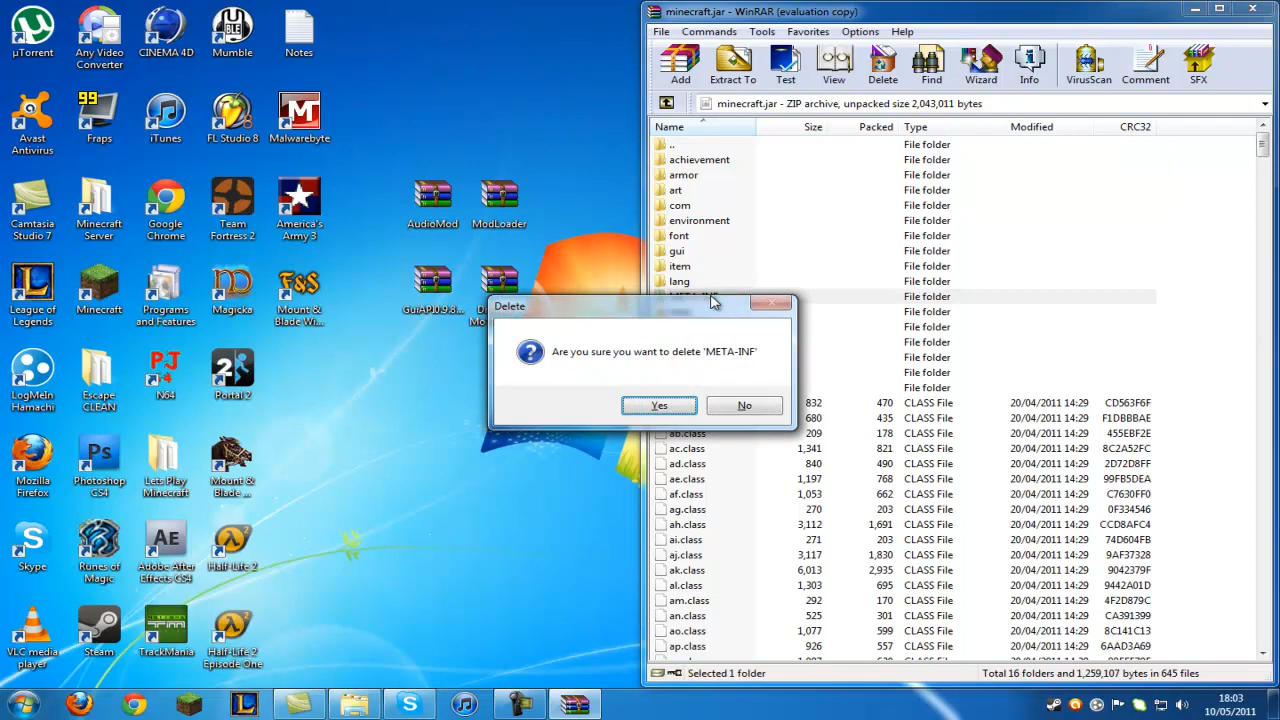 µTorrent
Any Video
Converter
CINEMA 4D
Mumble
Notes
99
Avast
Antivirus
Fraps
iTunes
FL Studio 8
Malwarebyte
Camtasia
Studio 7
Minecraft
Server
Google
Chrome
Team
Fortress 2
America's
Army 3
AudioMod
ModLoader
League of
Legends
Minecraft
Programs
and Features
Magicka
Mount &
Blade Wi...
GuiAPI0.9.8...
LogMeIn
Hamachi
Escape
CLEAN
N64
Portal 2
Mozilla
Firefox
Photoshop
CS4
Lets Play
Minecraft
Mount &
Blade ...
Skype
Runes of
Magic
Adobe After
Effects CS4
Half-Life 2
VLC media
player
Steam
TrackMania
Half-Life 2
Episode One
minecraft.jar - WinRAR (evaluation copy)
File Commands Tools Favorites Options Help
Add Extract To Test View Delete Find Wizard Info VirusScan Comment SFX
minecraft.jar - ZIP archive, unpacked size 2,043,011 bytes
Name Size Packed Type Modified CRC32
.. File folder
achievement File folder
armor File folder
art File folder
com File folder
environment File folder
font File folder
gui File folder
item File folder
lang File folder
META-INF File folder
File folder
File folder
File folder
File folder
File folder
File folder
832 470 CLASS File 20/04/2011 14:29 CD563F6F
680 435 CLASS File 20/04/2011 14:29 F1DBBBAE
ab.class 209 178 CLASS File 20/04/2011 14:29 455EBF2E
ac.class 1,341 821 CLASS File 20/04/2011 14:29 8C2A52FC
ad.class 840 490 CLASS File 20/04/2011 14:29 2D72D8FF
ae.class 1,197 768 CLASS File 20/04/2011 14:29 99FB5DEA
af.class 1,053 662 CLASS File 20/04/2011 14:29 C7630FF0
ag.class 270 203 CLASS File 20/04/2011 14:29 0F334546
ah.class 3,112 1,691 CLASS File 20/04/2011 14:29 CCD8AFC4
ai.class 271 203 CLASS File 20/04/2011 14:29 74D604FB
aj.class 3,117 1,830 CLASS File 20/04/2011 14:29 9AF37328
ak.class 6,013 2,935 CLASS File 20/04/2011 14:29 9042379F
al.class 1,303 695 CLASS File 20/04/2011 14:29 9442A01D
am.class 292 170 CLASS File 20/04/2011 14:29 4F2D879C
an.class 525 301 CLASS File 20/04/2011 14:29 CA391399
ao.class 1,077 599 CLASS File 20/04/2011 14:29 8C141C13
ap.class 926 557 CLASS File 20/04/2011 14:29 6AAD3A69
Selected 1 folder Total 16 folders and 1,259,107 bytes in 645 files
Delete
Are you sure you want to delete 'META-INF'
Yes No
18:03
10/05/2011